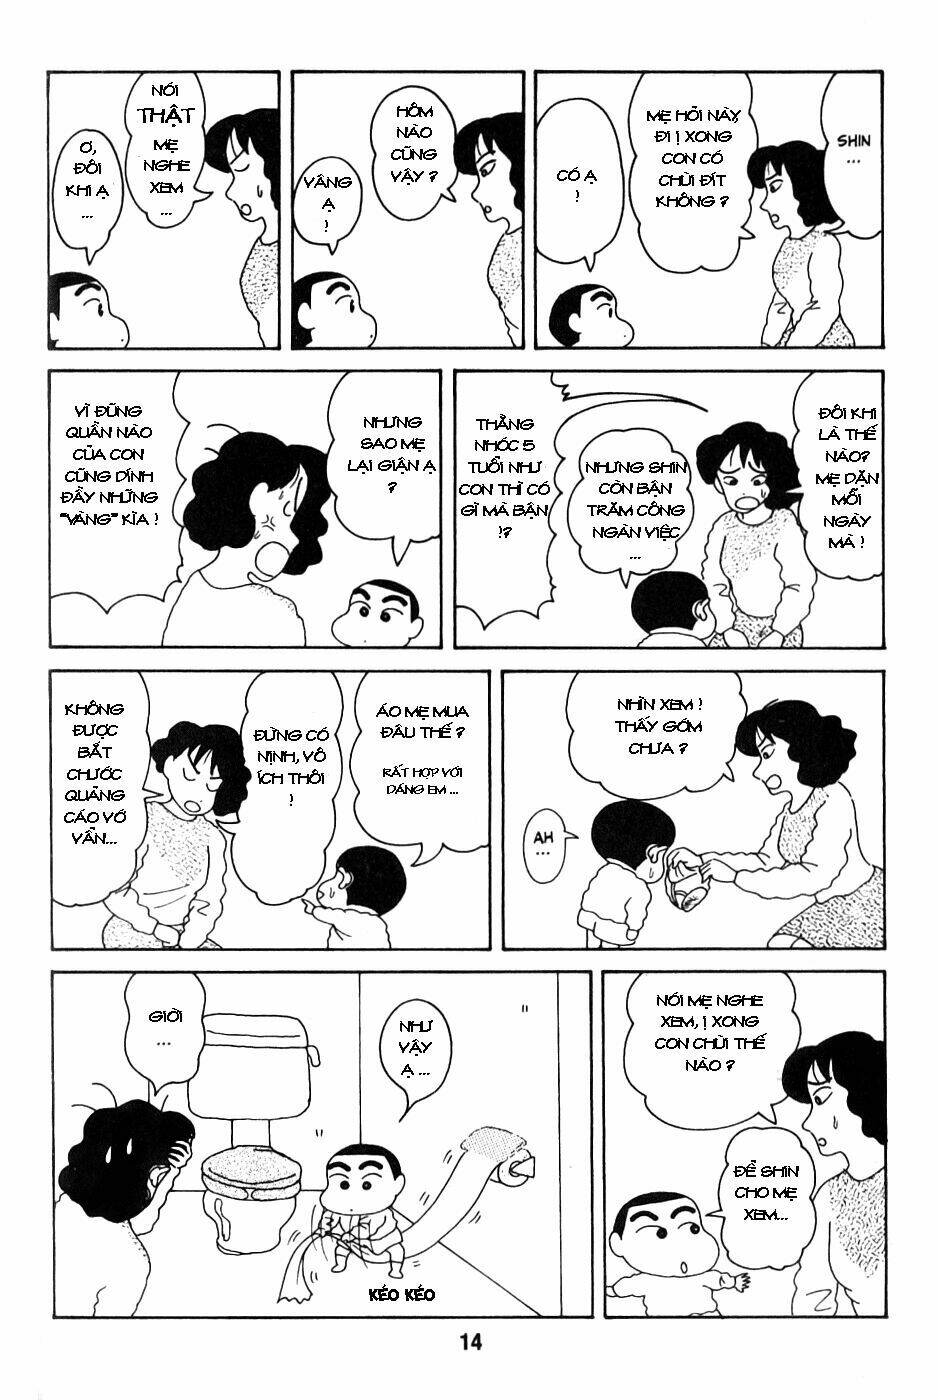 SHIN
...
MẸ HỎI NÀY,
ĐI Ị XONG
CON CÓ
CHÙI ĐÍT
KHÔNG ?
CÓ Ạ
!
HÔM
NÀO
CŨNG
VẬY ?
VÂNG
Ạ
!
NÓI
THẬT
MẸ
NGHE
XEM
...
Ơ,
ĐÔI
KHI Ạ
...
ĐÔI KHI
LÀ THẾ
NÀO?
MẸ DẶN
MỖI
NGÀY
MÀ !
NHƯNG SHIN
CÒN BẬN
TRĂM CÔNG
NGÀN VIỆC
...
THẰNG
NHÓC 5
TUỔI NHƯ
CON THÌ CÓ
GÌ MÀ BẬN
!?
NHƯNG
SAO MẸ
LẠI GIẬN Ạ
?
VÌ ĐŨNG
QUẦN NÀO
CỦA CON
CŨNG DÍNH
ĐẦY NHỮNG
"VÀNG" KÌA !
NHÌN XEM !
THẤY GỚM
CHƯA ?
AH
...
ÁO MẸ MUA
ĐÂU THẾ ?
RẤT HỢP VỚI
DÁNG EM ...
ĐỪNG CÓ
NỊNH, VÔ
ÍCH THÔI
!
KHÔNG
ĐƯỢC
BẮT
CHƯỚC
QUẢNG
CÁO VỚ
VẨN...
NÓI MẸ NGHE
XEM, Ị XONG
CON CHÙI THẾ
NÀO ?
ĐỂ SHIN
CHO MẸ
XEM...
NHƯ
VẬY
Ạ ...
KÉO KÉO
GIỜI
...
14